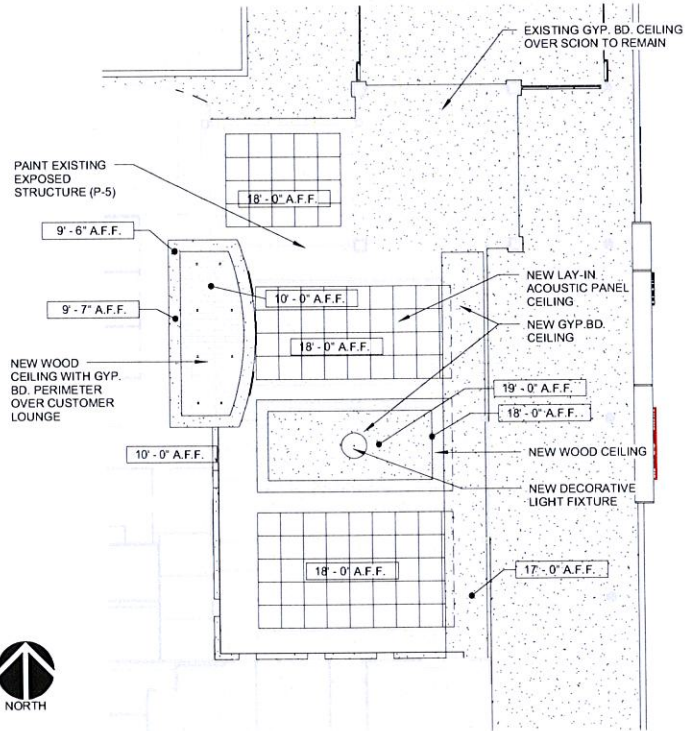 EXISTING GYP. BD. CEILING
OVER SCION TO REMAIN
PAINT EXISTING
EXPOSED
STRUCTURE (P-5)
18' - 0" A.F.F.
9' - 6" A.F.F.
10' - 0" A.F.F.
9' - 7" A.F.F.
18' - 0" A.F.F.
NEW LAY-IN
ACOUSTIC PANEL
CEILING
NEW GYP.BD.
CEILING
NEW WOOD
CEILING WITH GYP.
BD. PERIMETER
OVER CUSTOMER
LOUNGE
19' - 0" A.F.F.
18' - 0" A.F.F.
10' - 0" A.F.F.
NEW WOOD CEILING
NEW DECORATIVE
LIGHT FIXTURE
18' - 0" A.F.F.
17' - 0" A.F.F.
NORTH